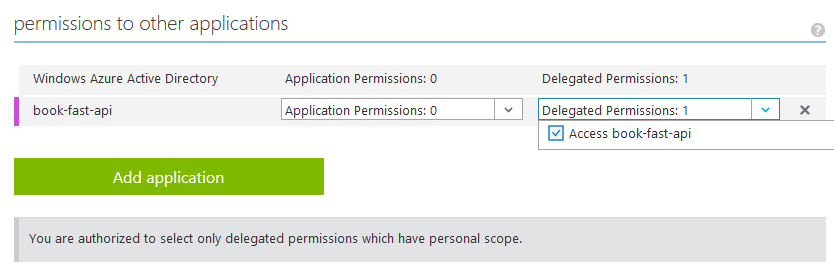 permissions to other applications
?
Windows Azure Active Directory Application Permissions: 0 Delegated Permissions: 1
book-fast-api Application Permissions: 0 Delegated Permissions: 1
Access book-fast-api
Add application
You are authorized to select only delegated permissions which have personal scope.